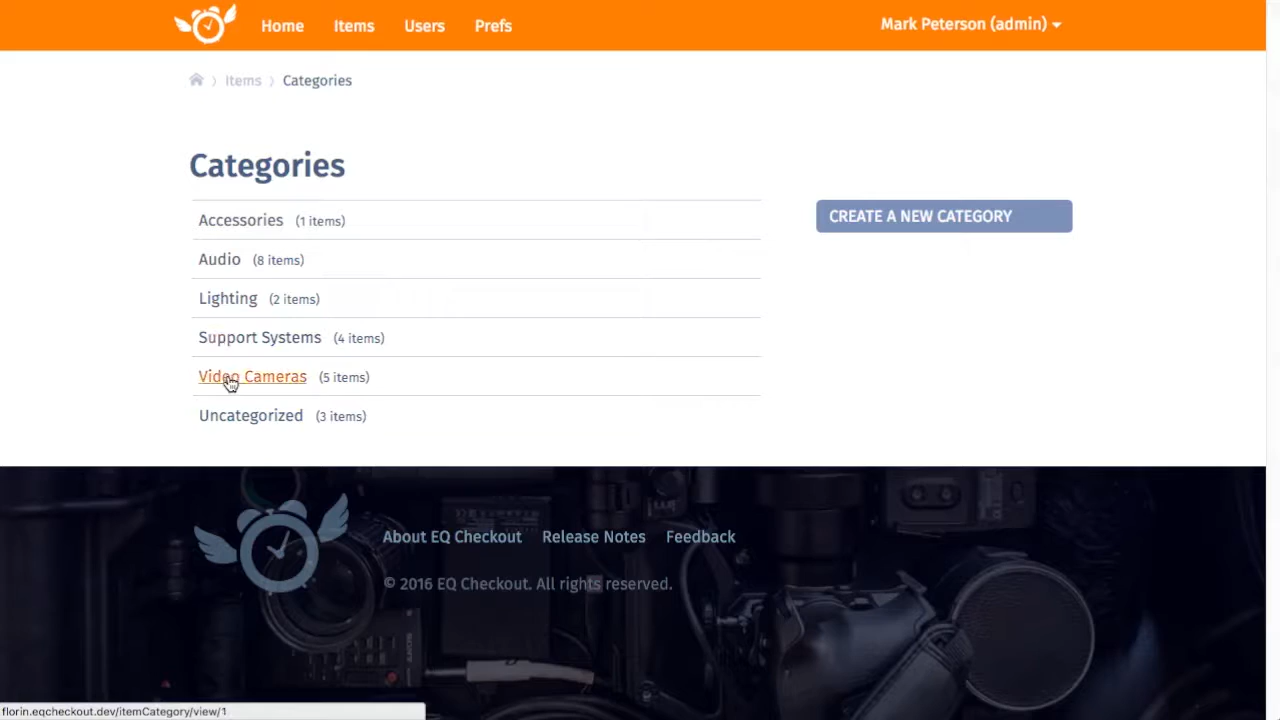 Home Items Users Prefs Mark Peterson (admin)
Items Categories
Categories
Accessories (1 items)
CREATE A NEW CATEGORY
Audio (8 items)
Lighting (2 items)
Support Systems (4 items)
Video Cameras (5 items)
Uncategorized (3 items)
About EQ Checkout Release Notes Feedback
© 2016 EQ Checkout. All rights reserved.
florin.eqcheckout.dev/itemCategory/view/1